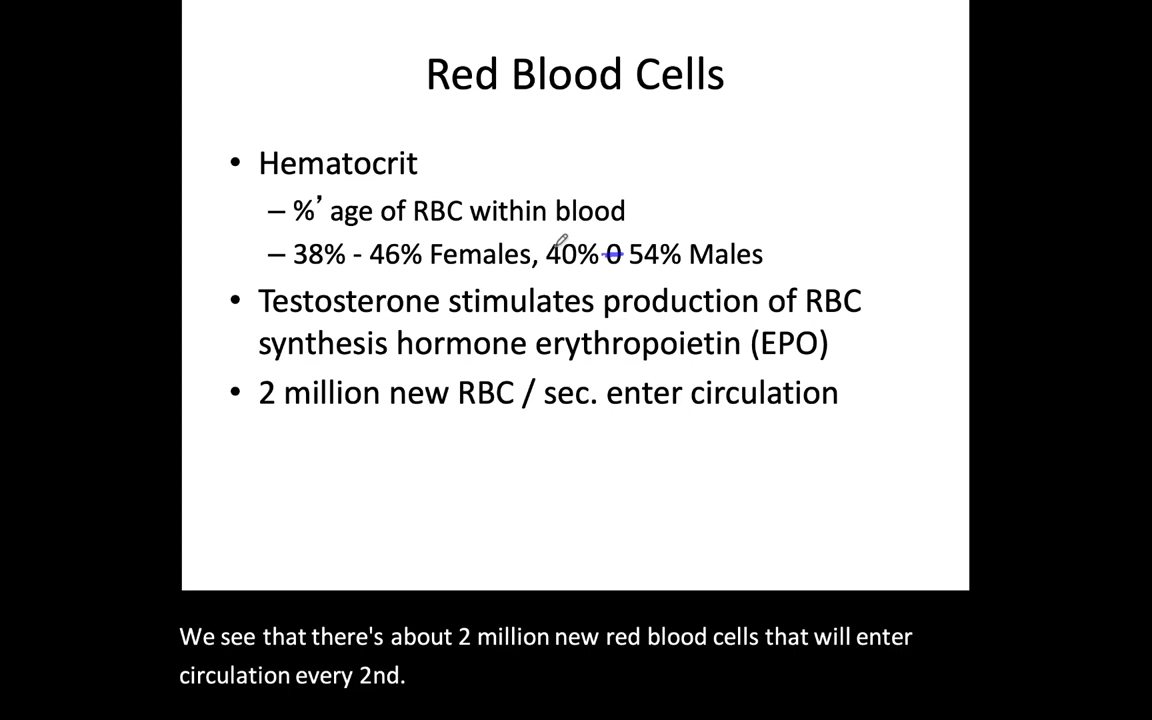 Red Blood Cells
• Hematocrit
– %’ age of RBC within blood
– 38% - 46% Females, 40% 0 54% Males
• Testosterone stimulates production of RBC
synthesis hormone erythropoietin (EPO)
• 2 million new RBC / sec. enter circulation
We see that there's about 2 million new red blood cells that will enter
circulation every 2nd.